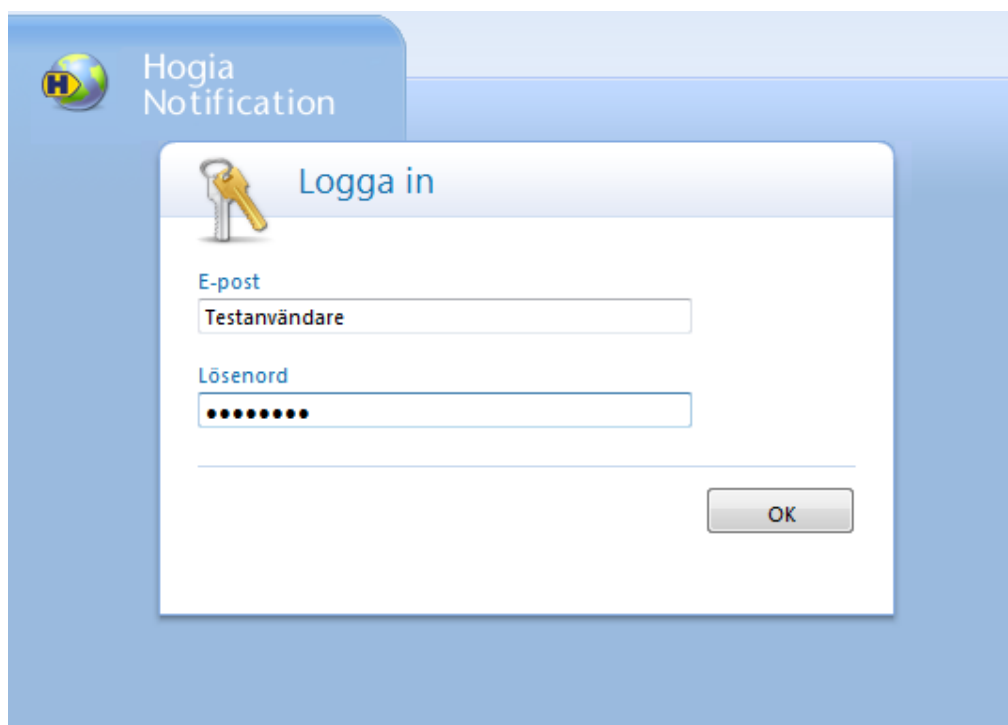 H
Hogia
Notification
Logga in
E-post
Testanvändare
Lösenord
••••••••
OK